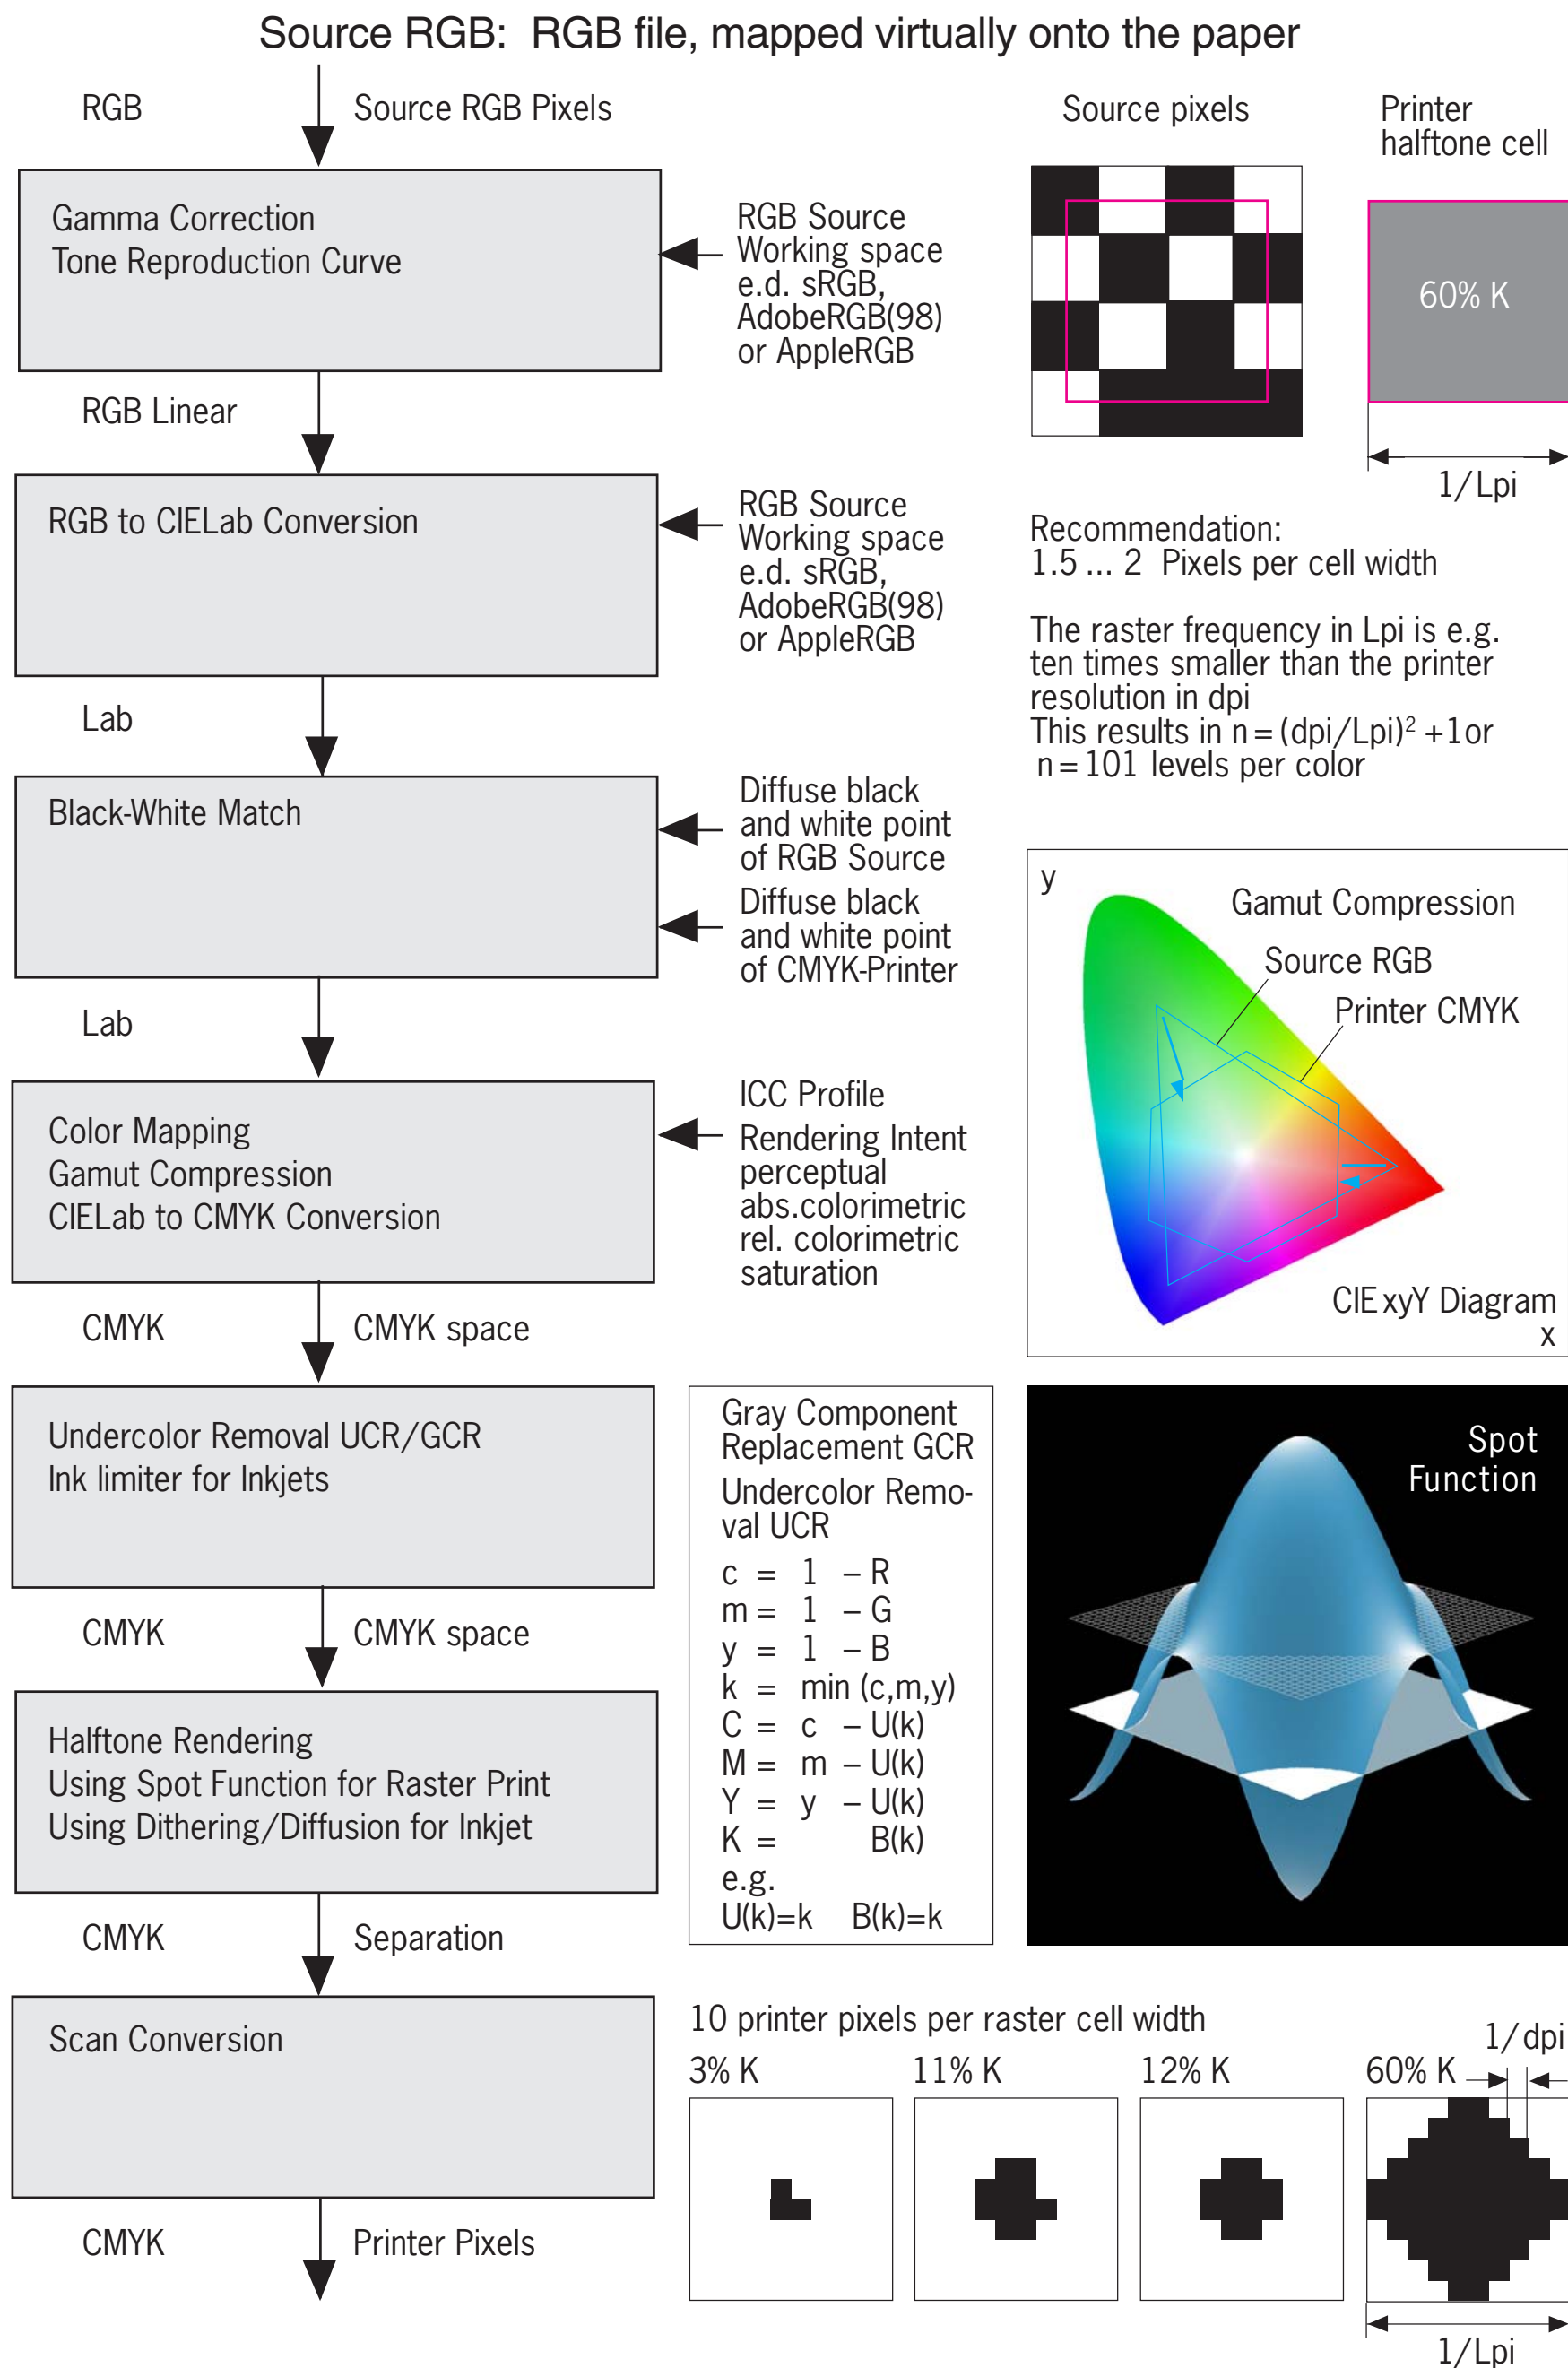 Source RGB: RGB file, mapped virtually onto the paper
RGB
Source RGB Pixels
Gamma Correction
Tone Reproduction Curve
RGB Source
Working space
e.d. sRGB,
AdobeRGB(98)
or AppleRGB
RGB Linear
RGB to CIELab Conversion
RGB Source
Working space
e.d. sRGB,
AdobeRGB(98)
or AppleRGB
Lab
Black-White Match
Diffuse black
and white point
of RGB Source
Diffuse black
and white point
of CMYK-Printer
Lab
Color Mapping
Gamut Compression
CIELab to CMYK Conversion
ICC Profile
Rendering Intent
perceptual
abs.colorimetric
rel. colorimetric
saturation
CMYK
CMYK space
Undercolor Removal UCR/GCR
Ink limiter for Inkjets
CMYK
CMYK space
Halftone Rendering
Using Spot Function for Raster Print
Using Dithering/Diffusion for Inkjet
CMYK
Separation
Scan Conversion
CMYK
Printer Pixels
Source pixels
Printer
halftone cell
60% K
1/Lpi
Recommendation:
1.5 ... 2 Pixels per cell width
The raster frequency in Lpi is e.g.
ten times smaller than the printer
resolution in dpi
This results in n = (dpi/Lpi)² +1or
n = 101 levels per color
y
Gamut Compression
Source RGB
Printer CMYK
CIE xyY Diagram
x
Gray Component
Replacement GCR
Undercolor Remo-
val UCR
c = 1 – R
m = 1 – G
y = 1 – B
k = min (c,m,y)
C = c – U(k)
M = m – U(k)
Y = y – U(k)
K = B(k)
e.g.
U(k)=k B(k)=k
Spot
Function
10 printer pixels per raster cell width
1/dpi
3% K
11% K
12% K
60% K
1/Lpi